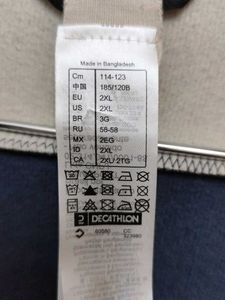 Made in Bangladesh
Cm 114-123
中国 185/120B
EU 2XL
US 2XL
BR 3G
RU 56-58
MX 2EG
ID 2XL
CA 2XL/2TG
DECATHLON
CC